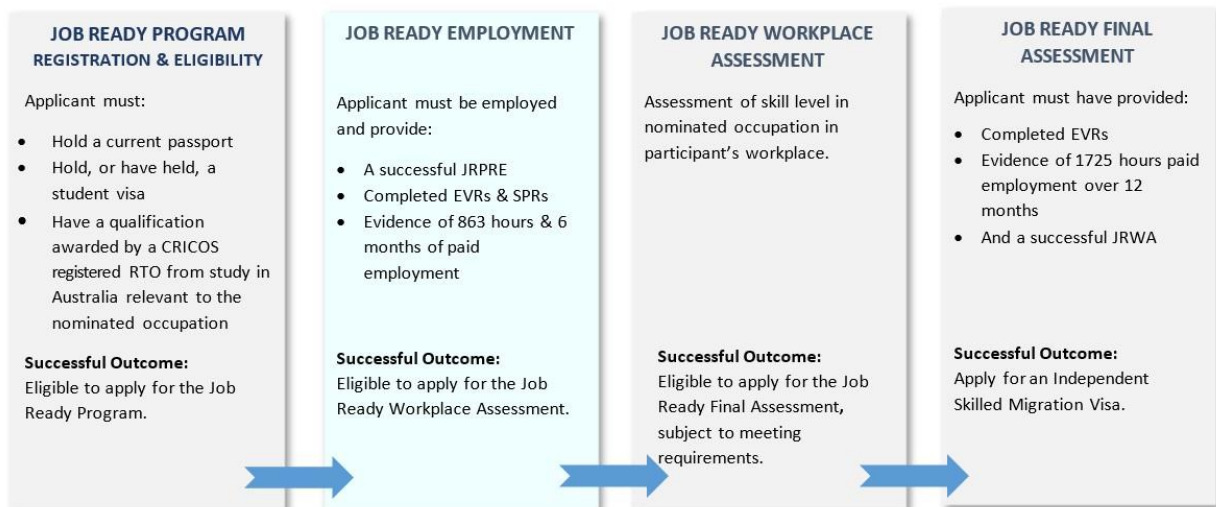 JOB READY PROGRAM
REGISTRATION & ELIGIBILITY
Applicant must:
• Hold a current passport
• Hold, or have held, a
student visa
• Have a qualification
awarded by a CRICOS
registered RTO from study in
Australia relevant to the
nominated occupation
Successful Outcome:
Eligible to apply for the Job
Ready Program.
JOB READY EMPLOYMENT
Applicant must be employed
and provide:
• A successful JRPRE
• Completed EVRs & SPRs
• Evidence of 863 hours & 6
months of paid
employment
Successful Outcome:
Eligible to apply for the Job
Ready Workplace Assessment.
JOB READY WORKPLACE
ASSESSMENT
Assessment of skill level in
nominated occupation in
participant's workplace.
Successful Outcome:
Eligible to apply for the Job
Ready Final Assessment,
subject to meeting
requirements.
JOB READY FINAL
ASSESSMENT
Applicant must have provided:
• Completed EVRs
• Evidence of 1725 hours paid
employment over 12
months
• And a successful JRWA
Successful Outcome:
Apply for an Independent
Skilled Migration Visa.